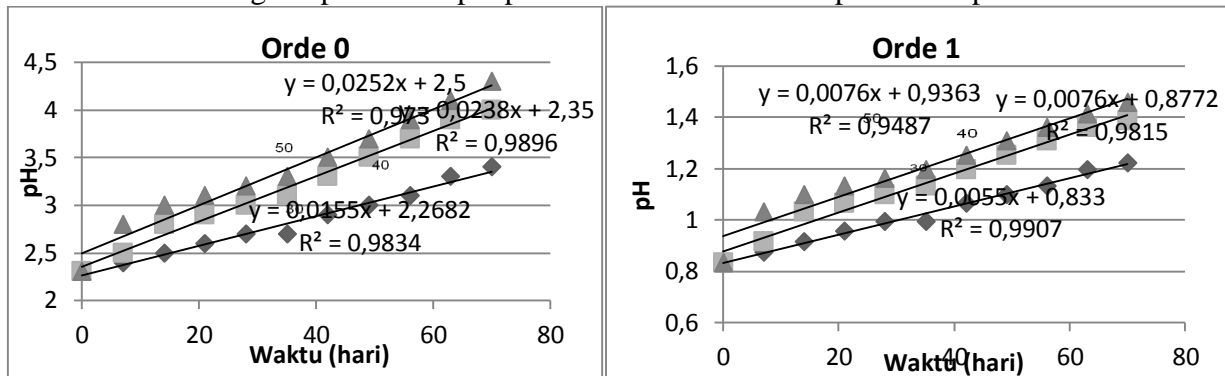 Orde 0
4,5
4
3,5
3
2,5
2
pH
y = 0,0252x + 2,5
R² = 0,973
y = 0,0238x + 2,35
R² = 0,9896
50
40
30
y = 0,0155x + 2,2682
R² = 0,9834
0
20
40
60
80
Waktu (hari)
Orde 1
1,6
1,4
1,2
1
0,8
0,6
pH
y = 0,0076x + 0,9363
R² = 0,9487
y = 0,0076x + 0,8772
R² = 0,9815
50
40
30
y = 0,0055x + 0,833
R² = 0,9907
0
20
40
60
80
Waktu (hari)